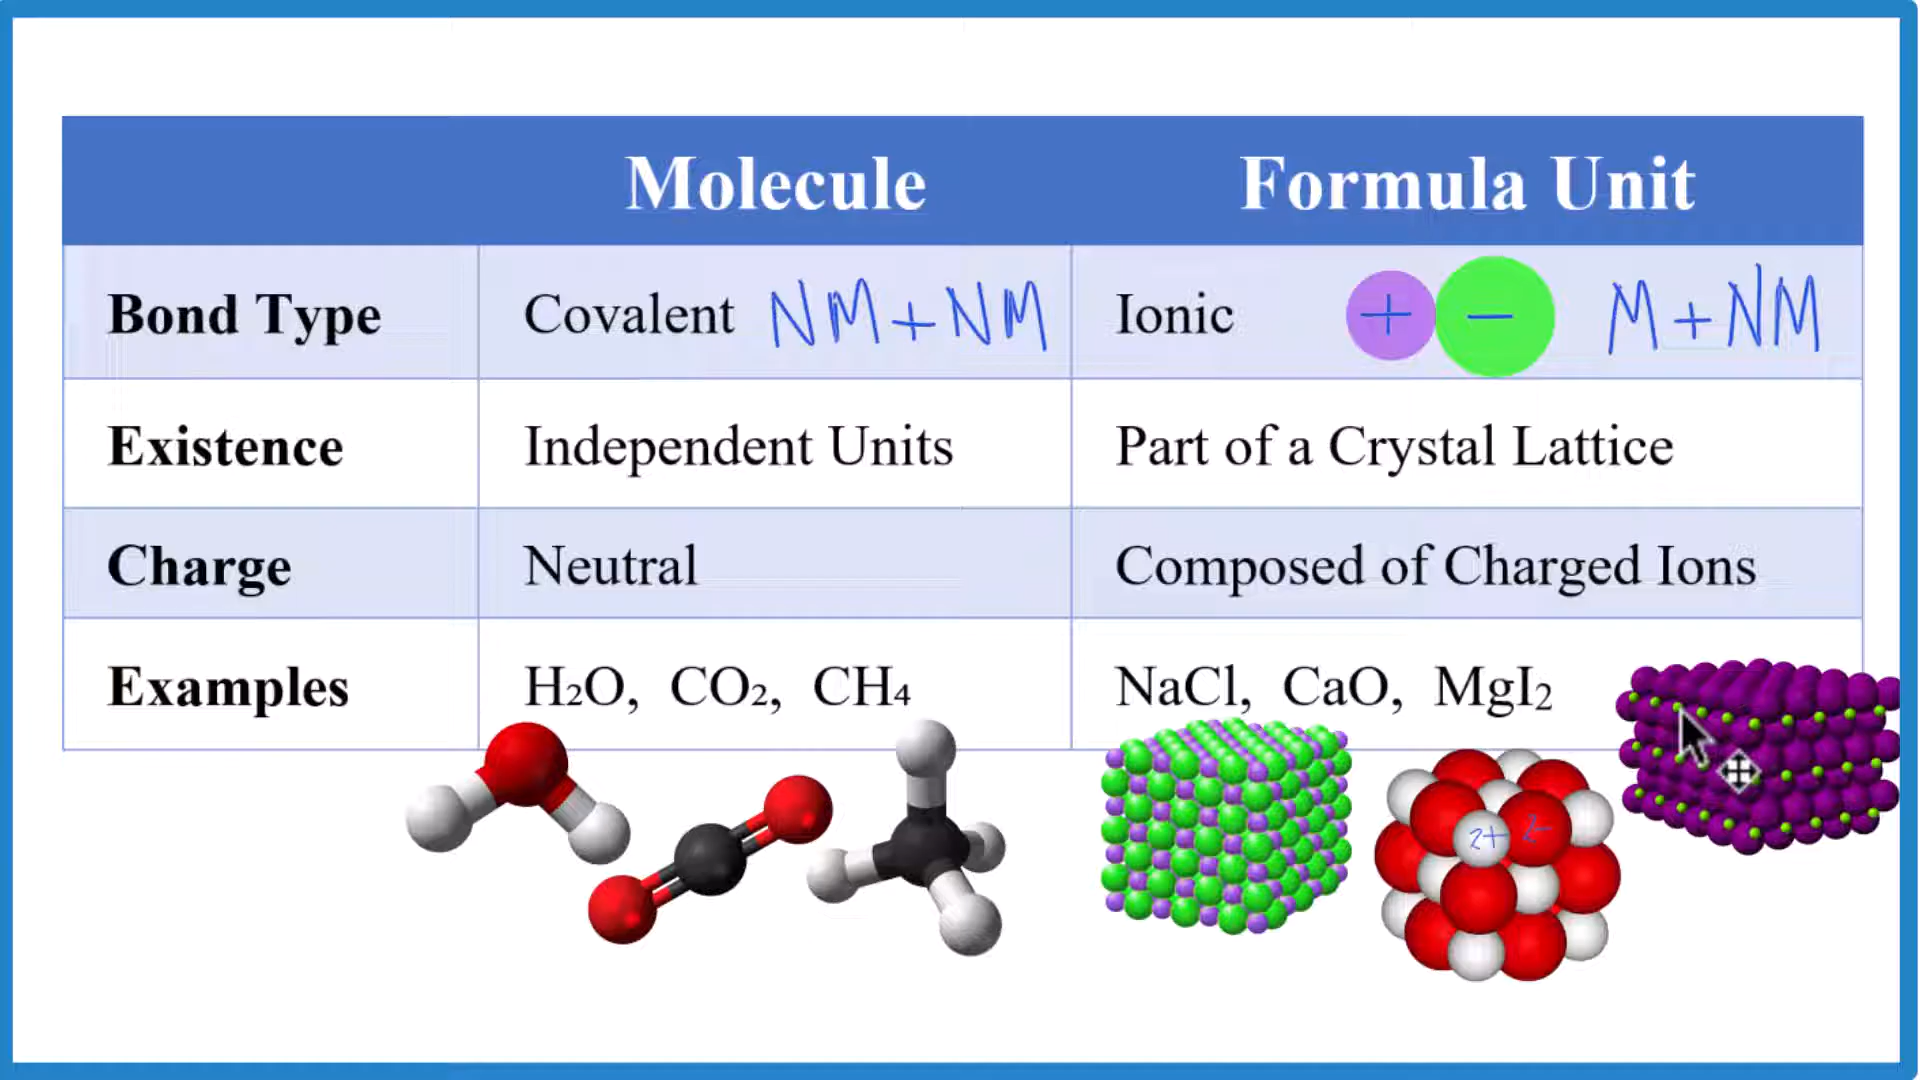 Molecule Formula Unit
Bond Type Covalent NM + NM Ionic + − M + NM
Existence Independent Units Part of a Crystal Lattice
Charge Neutral Composed of Charged Ions
Examples H₂O, CO₂, CH₄ NaCl, CaO, MgI₂
2+ 2-